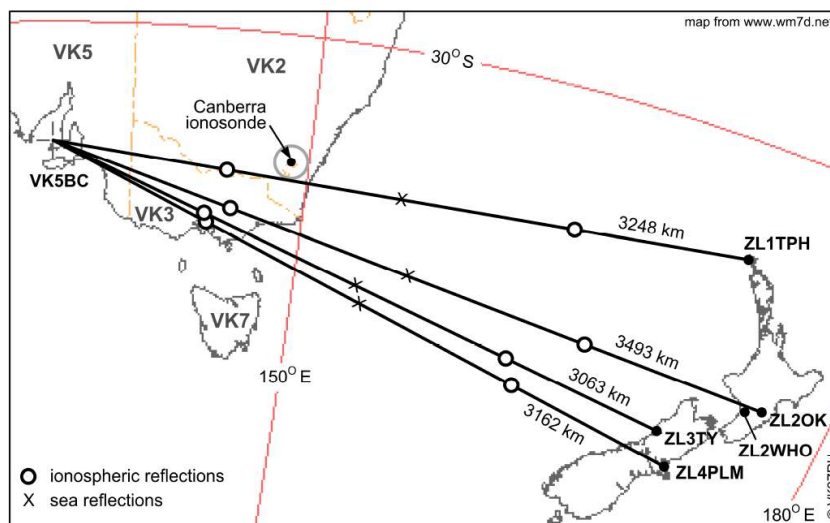 map from www.wm7d.net
VK5
VK2
30° S
Canberra
ionosonde
VK5BC
VK3
3248 km
ZL1TPH
VK7
3493 km
150° E
3063 km
3162 km
ZL2OK
ZL3TY
ZL2WHO
ZL4PLM
O ionospheric reflections
X sea reflections
180° E